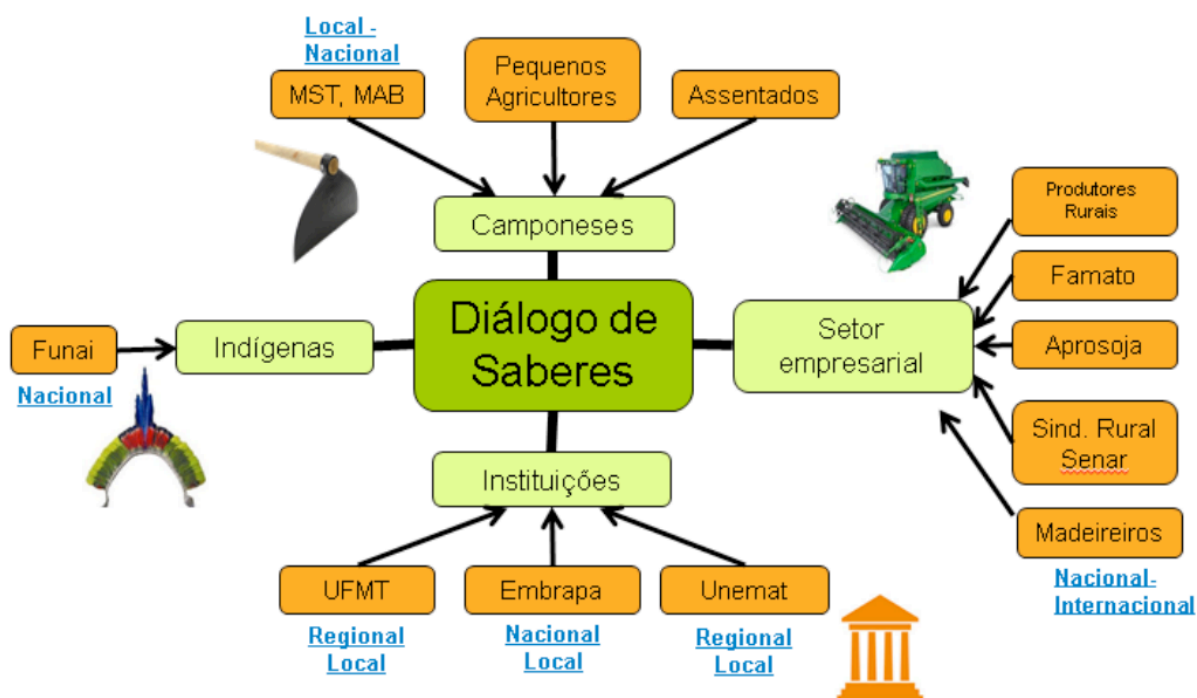 Local -
Nacional
MST, MAB
Pequenos
Agricultores
Assentados
Camponeses
Produtores
Rurais
Famato
Aprosoja
Sind. Rural
Senar
Madeireiros
Nacional-
Internacional
Setor
empresarial
Diálogo de
Saberes
Funai
Nacional
Indígenas
Instituições
UFMT
Regional
Local
Embrapa
Nacional
Local
Unemat
Regional
Local